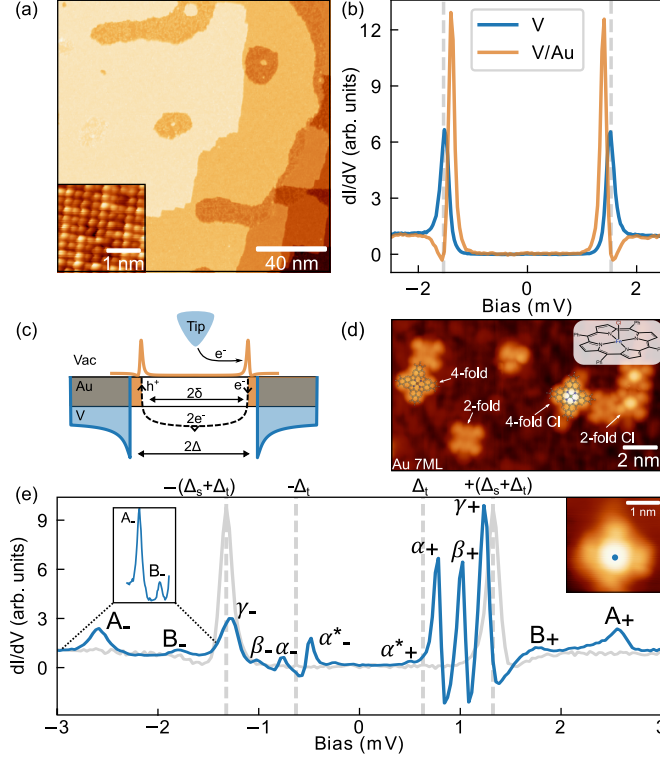 (a)
1 nm
40 nm
(b)
V
V/Au
12
9
6
3
0
dI/dV (arb. units)
−2
0
2
Bias (mV)
(c)
Tip
e⁻
Vac
Au
V
h⁺
e⁻
2δ
2e⁻
2Δ
(d)
4-fold
2-fold
4-fold Cl
2-fold Cl
Au 7ML
2 nm
(e)
−(Δs+Δt)
-Δt
Δt
+(Δs+Δt)
9
6
3
0
dI/dV (arb. units)
A₋
B₋
A₋
B₋
γ₋
β₋
α₋
α*₋
α*₊
α₊
β₊
γ₊
B₊
A₊
1 nm
−3
−2
−1
0
1
2
3
Bias (mV)